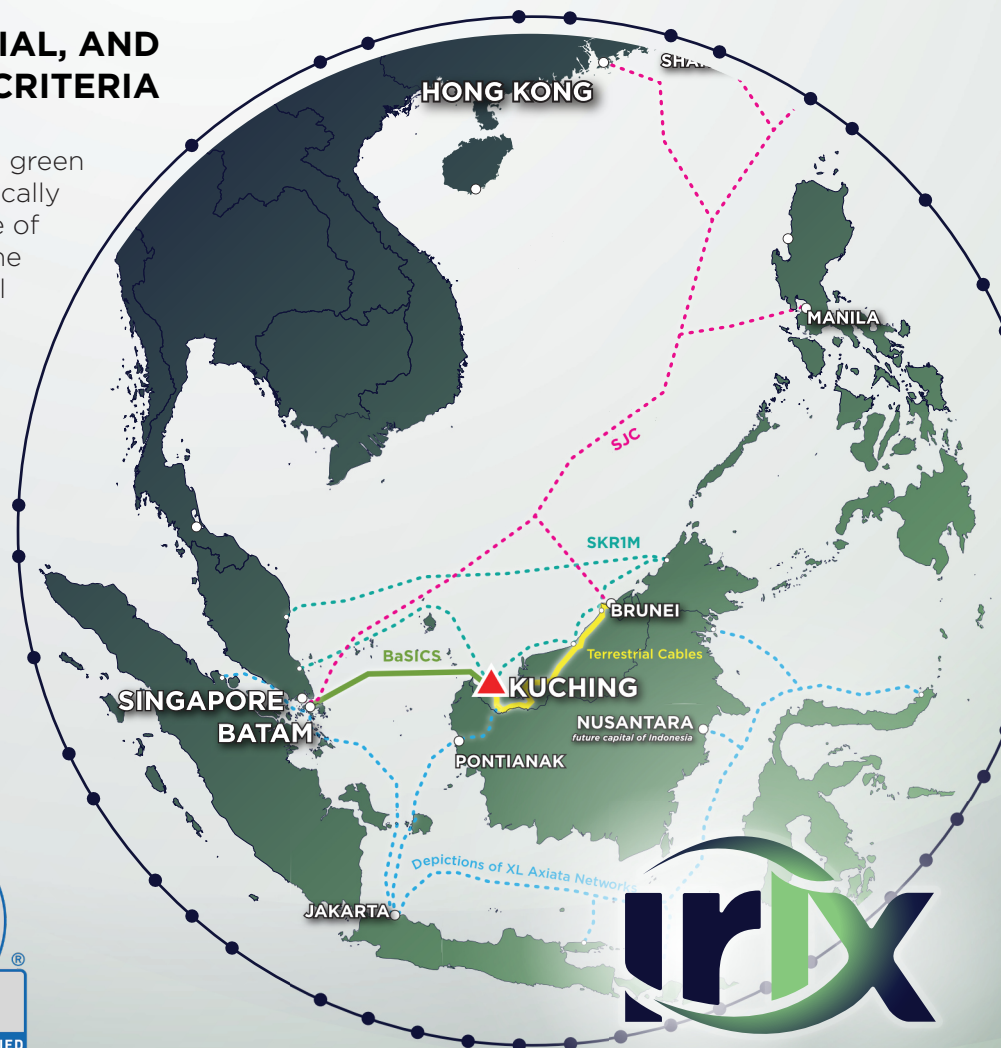 IAL, AND
CRITERIA
green
cally
e of
ne
l
HONG KONG
MANILA
SJC
SKR1M
BRUNEI
Terrestrial Cables
BaSICS
KUCHING
SINGAPORE
BATAM
NUSANTARA
future capital of Indonesia
PONTIANAK
Depictions of XL Axiata Networks
JAKARTA
irix
®